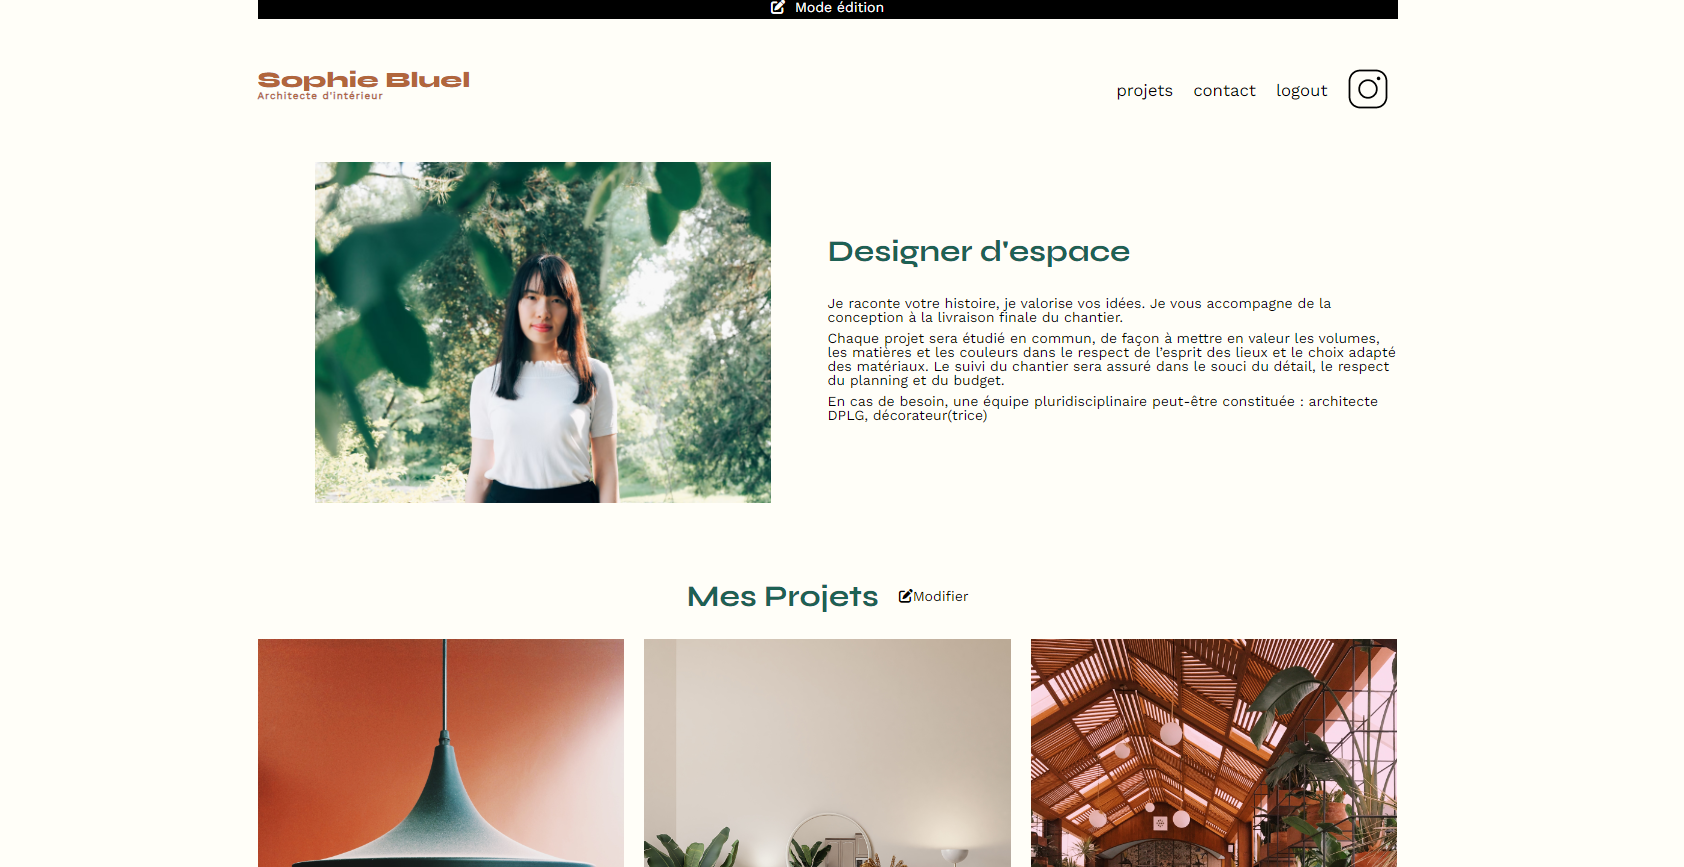 Mode édition
Sophie Bluel
Architecte d'intérieur
projets contact logout
Designer d'espace
Je raconte votre histoire, je valorise vos idées. Je vous accompagne de la
conception à la livraison finale du chantier.
Chaque projet sera étudié en commun, de façon à mettre en valeur les volumes,
les matières et les couleurs dans le respect de l’esprit des lieux et le choix adapté
des matériaux. Le suivi du chantier sera assuré dans le souci du détail, le respect
du planning et du budget.
En cas de besoin, une équipe pluridisciplinaire peut-être constituée : architecte
DPLG, décorateur(trice)
Mes Projets Modifier